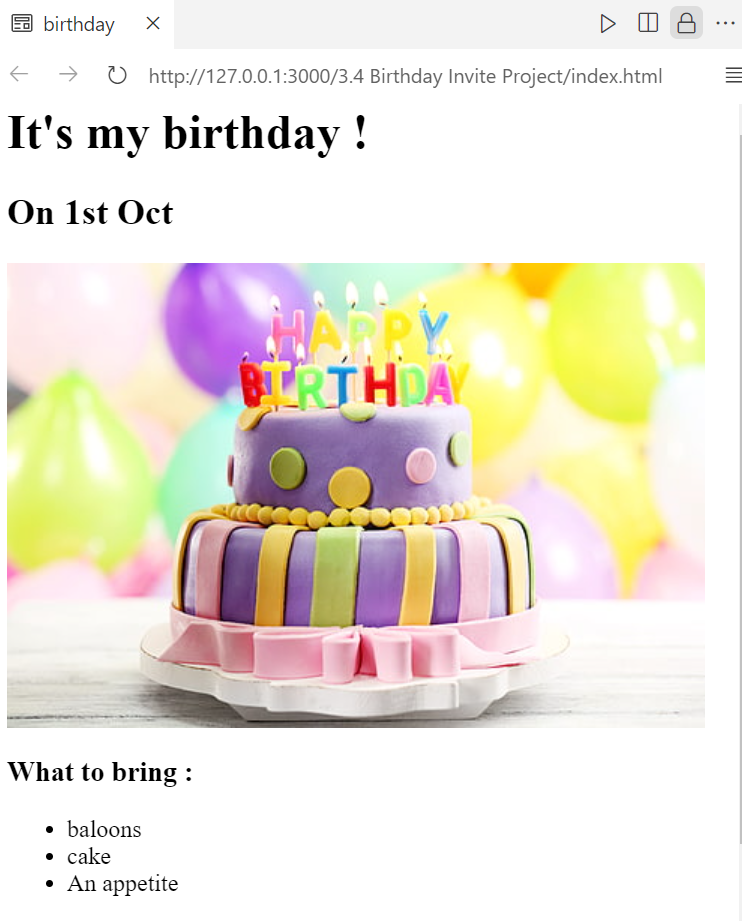 birthday
http://127.0.0.1:3000/3.4 Birthday Invite Project/index.html
It's my birthday !
On 1st Oct
HAPPY
BIRTHDAY
What to bring :
baloons
cake
An appetite